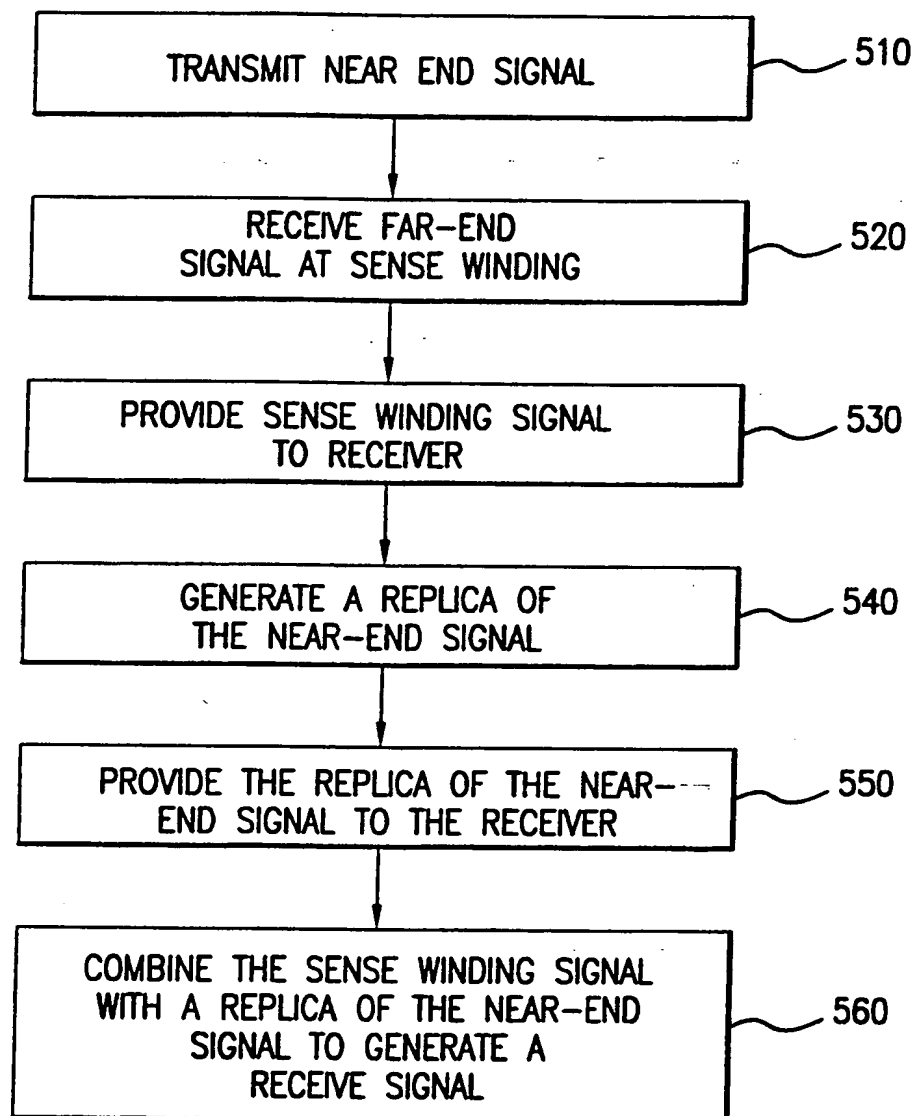 TRANSMIT NEAR END SIGNAL
510
RECEIVE FAR-END
SIGNAL AT SENSE WINDING
520
PROVIDE SENSE WINDING SIGNAL
TO RECEIVER
530
GENERATE A REPLICA OF
THE NEAR-END SIGNAL
540
PROVIDE THE REPLICA OF THE NEAR-
END SIGNAL TO THE RECEIVER
550
COMBINE THE SENSE WINDING SIGNAL
WITH A REPLICA OF THE NEAR-END
SIGNAL TO GENERATE A
RECEIVE SIGNAL
560